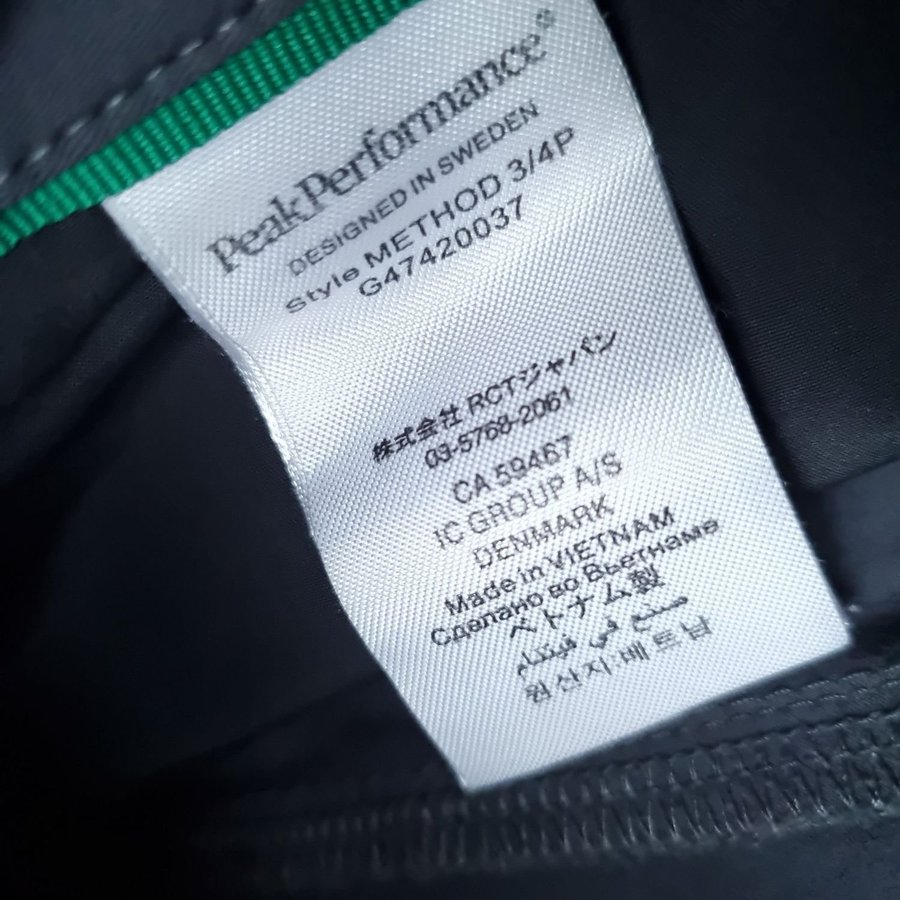 PeakPerformance®
DESIGNED IN SWEDEN
Style METHOD 3/4P
G47420037
株式会社 RCTジャパン
03-5768-2061
CA 59467
IC GROUP A/S
DENMARK
Made in VIETNAM
Сделано во Вьетнаме
ベトナム製
صنع في فيتنام
원산지·베트남